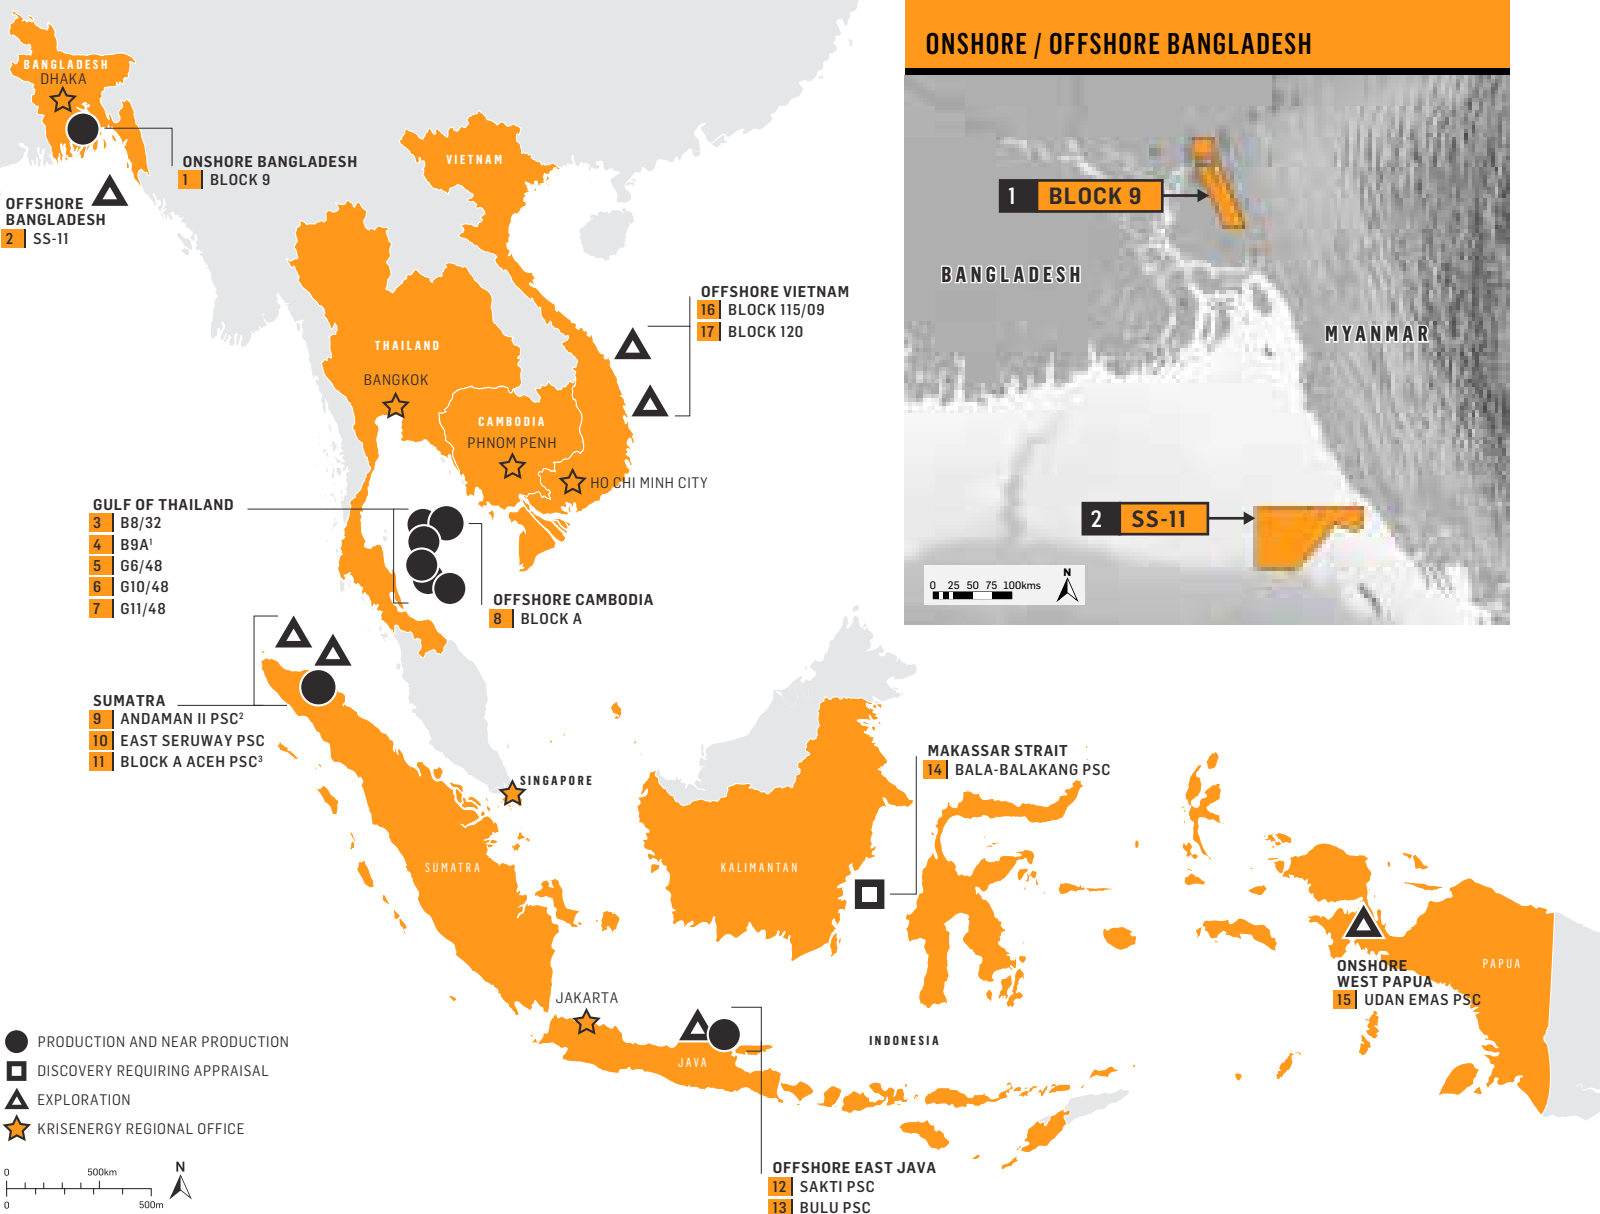 ONSHORE / OFFSHORE BANGLADESH
BANGLADESH
DHAKA
ONSHORE BANGLADESH
1 BLOCK 9
OFFSHORE
BANGLADESH
2 SS-11
VIETNAM
OFFSHORE VIETNAM
16 BLOCK 115/09
17 BLOCK 120
THAILAND
BANGKOK
CAMBODIA
PHNOM PENH
HO CHI MINH CITY
GULF OF THAILAND
3 B8/32
4 B9A¹
5 G6/48
6 G10/48
7 G11/48
OFFSHORE CAMBODIA
8 BLOCK A
SUMATRA
9 ANDAMAN II PSC²
10 EAST SERUWAY PSC
11 BLOCK A ACEH PSC³
SINGAPORE
SUMATRA
KALIMANTAN
MAKASSAR STRAIT
14 BALA-BALAKANG PSC
ONSHORE
WEST PAPUA
15 UDAN EMAS PSC
PAPUA
JAKARTA
JAVA
INDONESIA
OFFSHORE EAST JAVA
12 SAKTI PSC
13 BULU PSC
PRODUCTION AND NEAR PRODUCTION
DISCOVERY REQUIRING APPRAISAL
EXPLORATION
KRISENERGY REGIONAL OFFICE
0 500km
0 500m
N
1 BLOCK 9
BANGLADESH
MYANMAR
2 SS-11
0 25 50 75 100kms
N